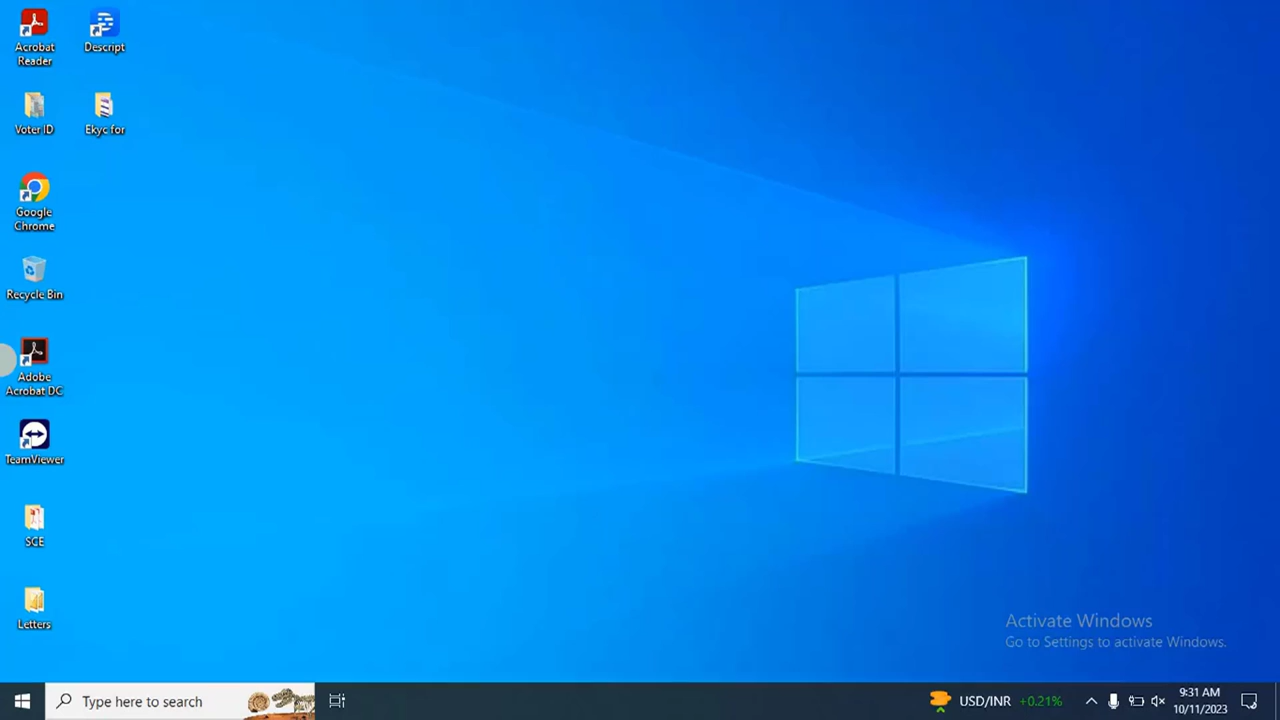 Acrobat
Reader
Descript
Voter ID
Ekyc for
Google
Chrome
Recycle Bin
Adobe
Acrobat DC
TeamViewer
SCE
Letters
Activate Windows
Go to Settings to activate Windows.
Type here to search
USD/INR +0.21%
9:31 AM
10/11/2023